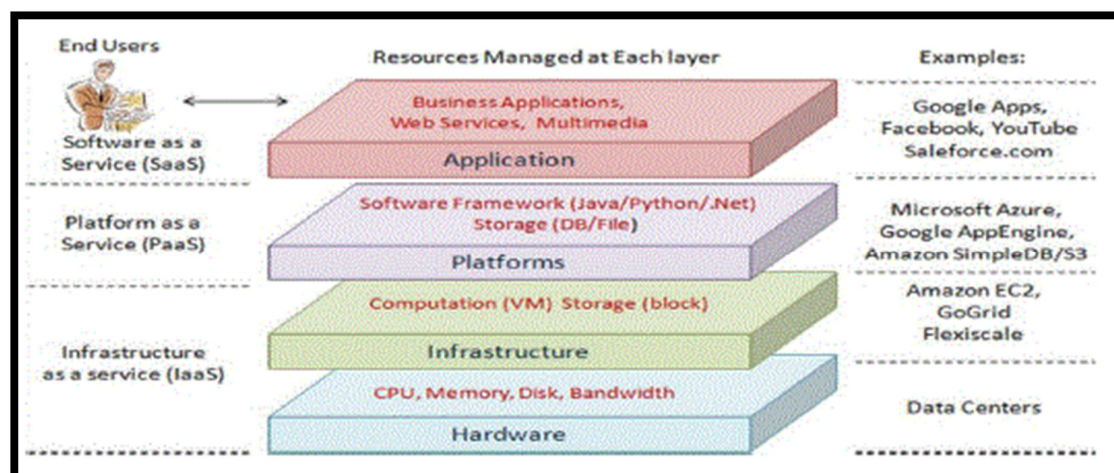 End Users
Resources Managed at Each layer
Examples:
Business Applications,
Web Services, Multimedia
Application
Software as a
Service (SaaS)
Google Apps,
Facebook, YouTube
Saleforce.com
Platform as a
Service (PaaS)
Software Framework (Java/Python/.Net)
Storage (DB/File)
Platforms
Microsoft Azure,
Google AppEngine,
Amazon SimpleDB/S3
Infrastructure
as a service (IaaS)
Computation (VM) Storage (block)
Infrastructure
Amazon EC2,
GoGrid
Flexiscale
CPU, Memory, Disk, Bandwidth
Hardware
Data Centers